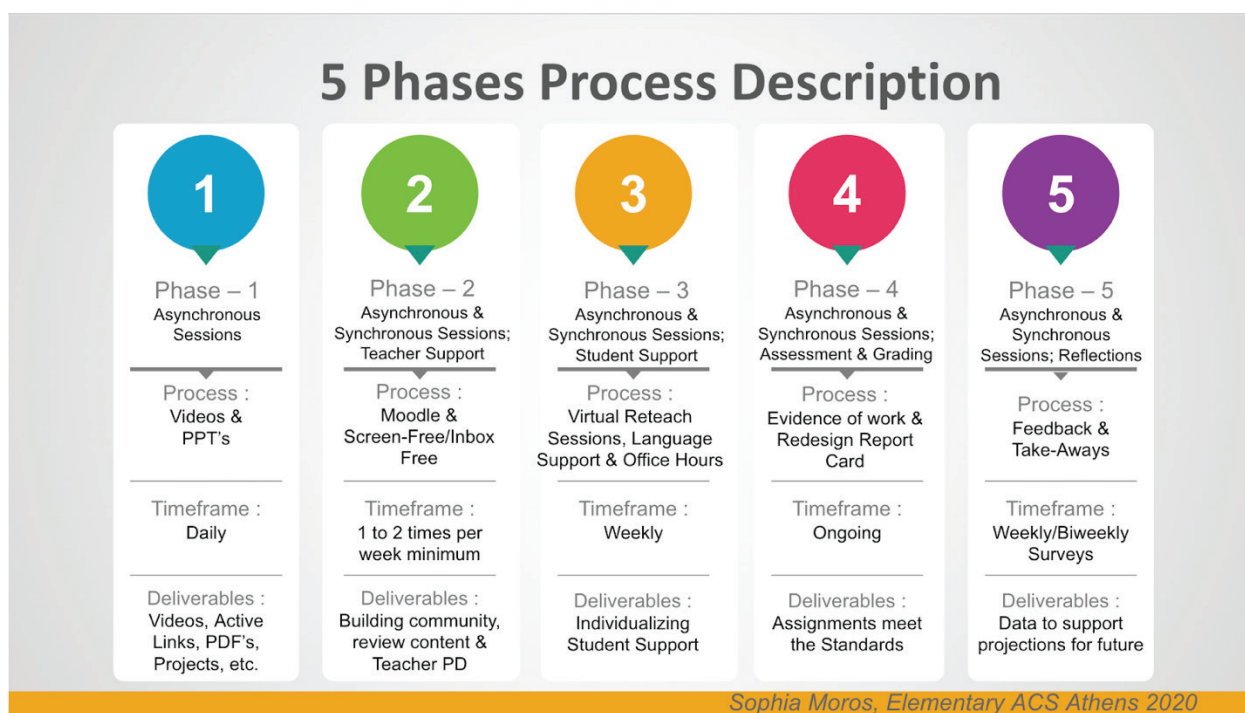 5 Phases Process Description
1
Phase – 1
Asynchronous
Sessions
Process :
Videos &
PPT's
Timeframe :
Daily
Deliverables :
Videos, Active
Links, PDF's,
Projects, etc.
2
Phase – 2
Asynchronous &
Synchronous Sessions;
Teacher Support
Process :
Moodle &
Screen-Free/Inbox
Free
Timeframe :
1 to 2 times per
week minimum
Deliverables :
Building community,
review content &
Teacher PD
3
Phase – 3
Asynchronous &
Synchronous Sessions;
Student Support
Process :
Virtual Reteach
Sessions, Language
Support & Office Hours
Timeframe :
Weekly
Deliverables :
Individualizing
Student Support
4
Phase – 4
Asynchronous &
Synchronous Sessions;
Assessment & Grading
Process :
Evidence of work &
Redesign Report
Card
Timeframe :
Ongoing
Deliverables :
Assignments meet
the Standards
5
Phase – 5
Asynchronous &
Synchronous
Sessions; Reflections
Process :
Feedback &
Take-Aways
Timeframe :
Weekly/Biweekly
Surveys
Deliverables :
Data to support
projections for future
Sophia Moros, Elementary ACS Athens 2020